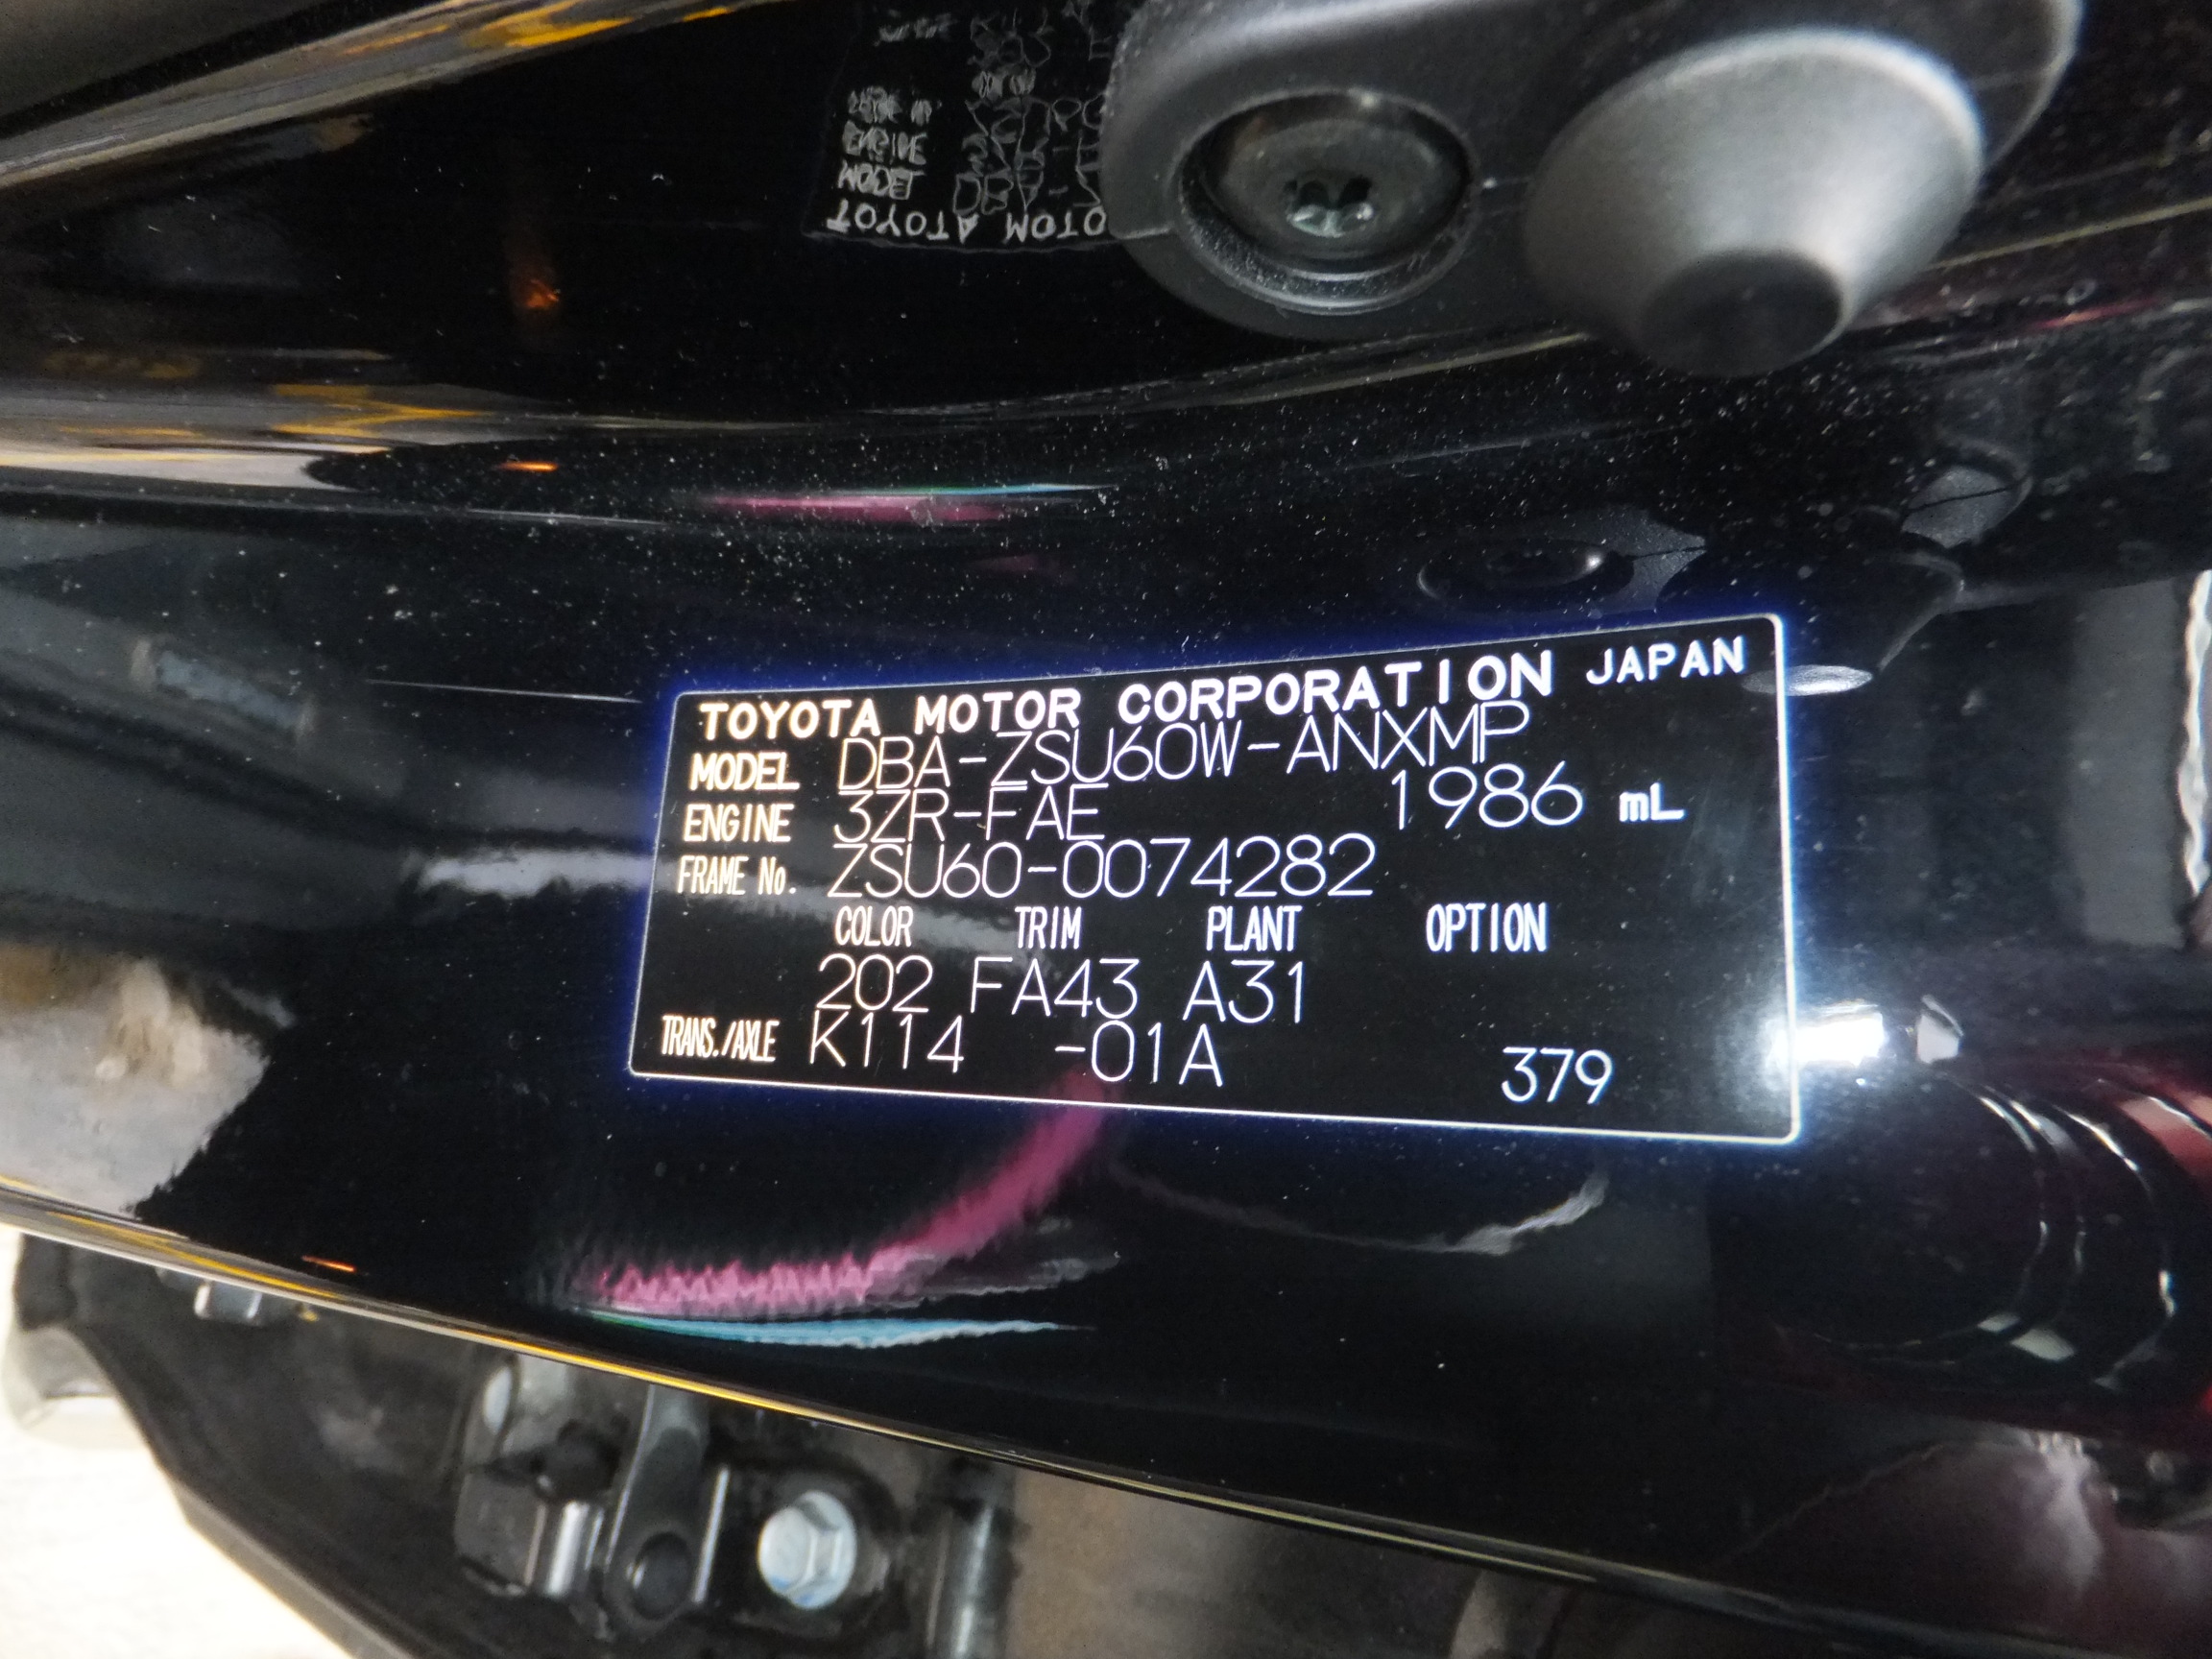 TOYOTA MOTOR CORPORATION JAPAN
MODEL DBA-ZSU60W-ANXMP
ENGINE 3ZR-FAE 1986 mL
FRAME No. ZSU60-0074282
COLOR TRIM PLANT OPTION
202 FA43 A31
TRANS./AXLE K114 -01A 379